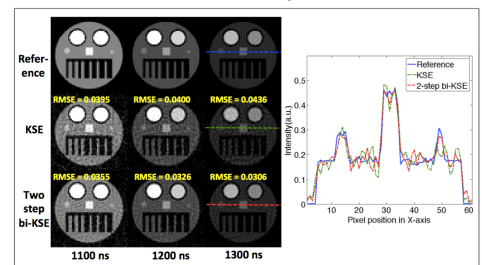 Refer-
ence
RMSE = 0.0395 RMSE = 0.0400 RMSE = 0.0436
KSE
RMSE = 0.0355 RMSE = 0.0326 RMSE = 0.0306
Two
step
bi-KSE
1100 ns 1200 ns 1300 ns
Reference
KSE
2-step bi-KSE
Intensity(a.u.)
0.5
0.4
0.3
0.2
0.1
0
0 10 20 30 40 50 60
Pixel position in X-axis